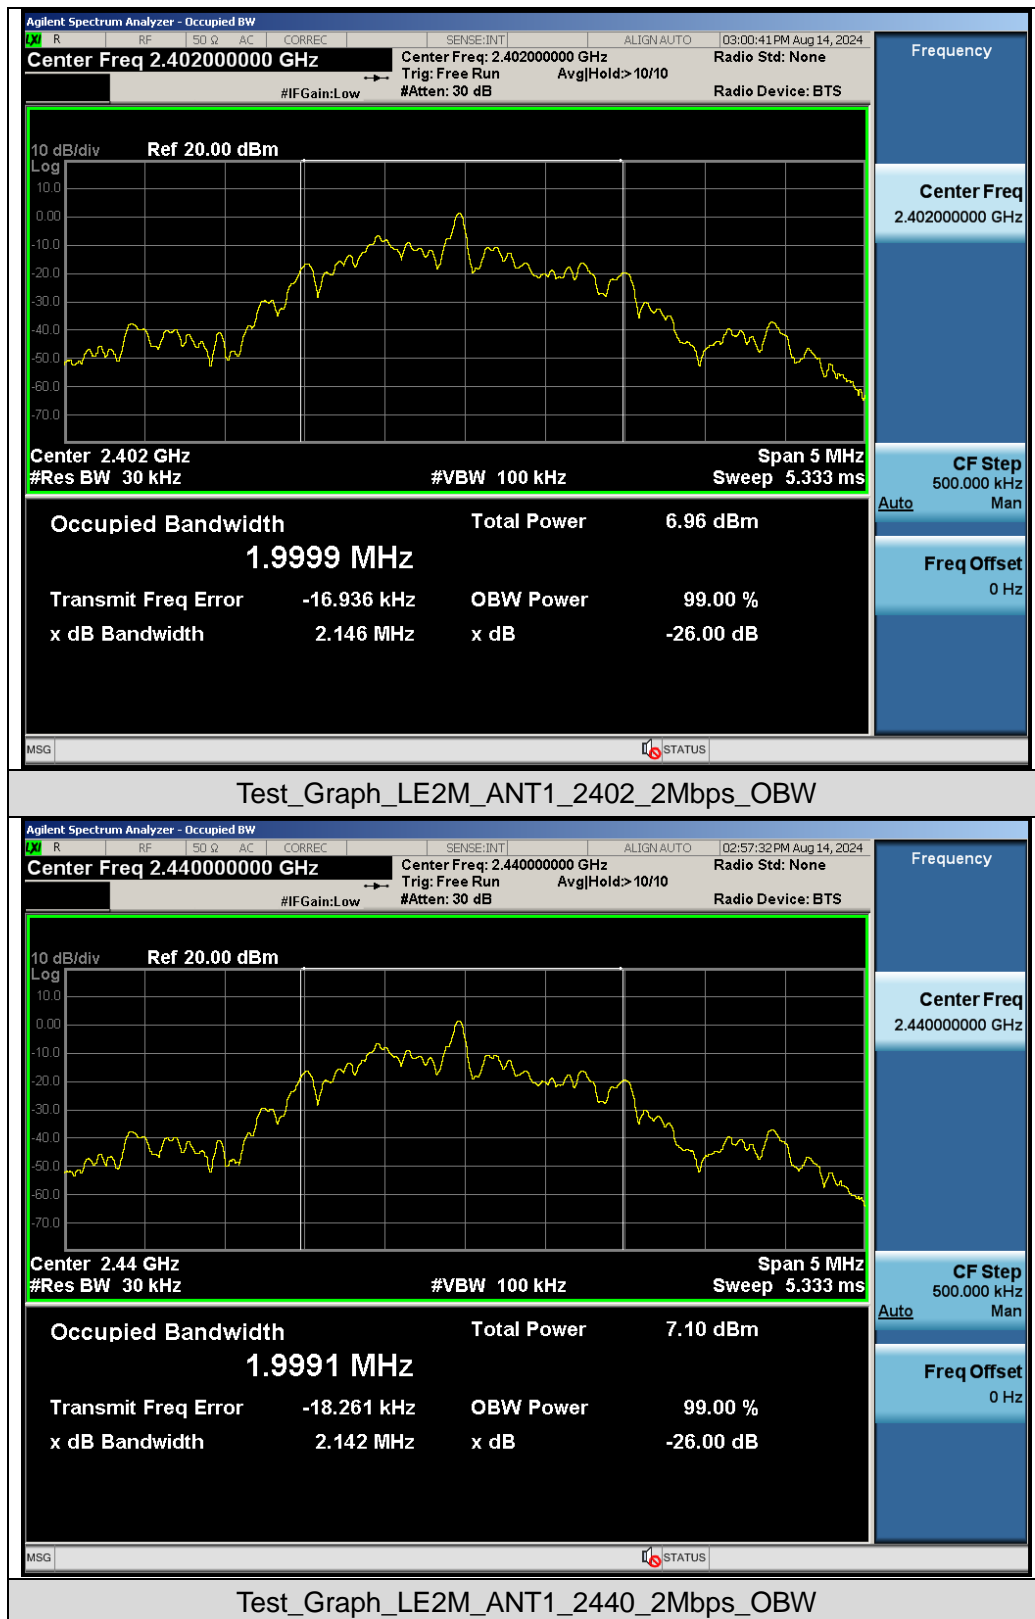 Agilent Spectrum Analyzer - Occupied BW
LXI R RF 50 Ω AC CORREC SENSE:INT ALIGN AUTO 03:00:41 PM Aug 14, 2024
Center Freq 2.402000000 GHz Center Freq: 2.402000000 GHz Radio Std: None
Trig: Free Run Avg|Hold:> 10/10
#IFGain:Low #Atten: 30 dB Radio Device: BTS
Frequency
10 dB/div Ref 20.00 dBm
Log
10.0
0.00
-10.0
-20.0
-30.0
-40.0
-50.0
-60.0
-70.0
Center 2.402 GHz Span 5 MHz
#Res BW 30 kHz #VBW 100 kHz Sweep 5.333 ms
Center Freq
2.402000000 GHz
CF Step
500.000 kHz
Auto Man
Freq Offset
0 Hz
Occupied Bandwidth Total Power 6.96 dBm
1.9999 MHz
Transmit Freq Error -16.936 kHz OBW Power 99.00 %
x dB Bandwidth 2.146 MHz x dB -26.00 dB
MSG STATUS
Test_Graph_LE2M_ANT1_2402_2Mbps_OBW
Agilent Spectrum Analyzer - Occupied BW
LXI R RF 50 Ω AC CORREC SENSE:INT ALIGN AUTO 02:57:32 PM Aug 14, 2024
Center Freq 2.440000000 GHz Center Freq: 2.440000000 GHz Radio Std: None
Trig: Free Run Avg|Hold:> 10/10
#IFGain:Low #Atten: 30 dB Radio Device: BTS
Frequency
10 dB/div Ref 20.00 dBm
Log
10.0
0.00
-10.0
-20.0
-30.0
-40.0
-50.0
-60.0
-70.0
Center 2.44 GHz Span 5 MHz
#Res BW 30 kHz #VBW 100 kHz Sweep 5.333 ms
Center Freq
2.440000000 GHz
CF Step
500.000 kHz
Auto Man
Freq Offset
0 Hz
Occupied Bandwidth Total Power 7.10 dBm
1.9991 MHz
Transmit Freq Error -18.261 kHz OBW Power 99.00 %
x dB Bandwidth 2.142 MHz x dB -26.00 dB
MSG STATUS
Test_Graph_LE2M_ANT1_2440_2Mbps_OBW